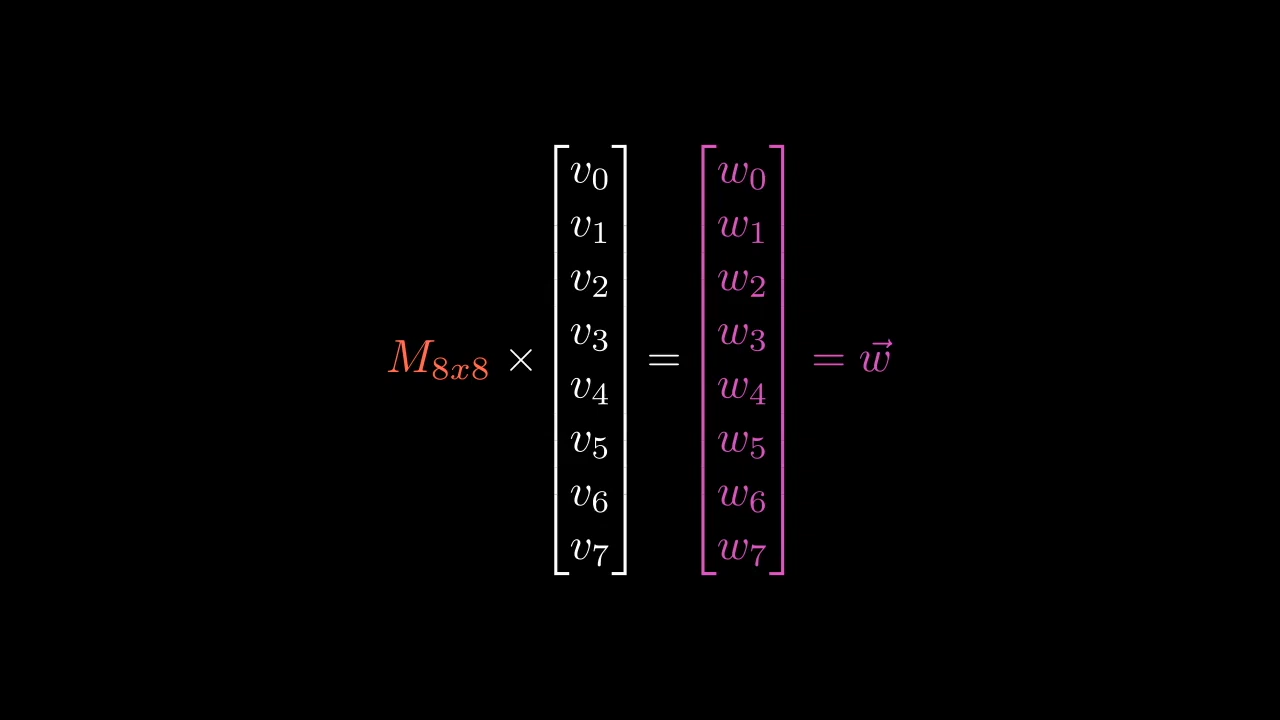 v₀ w₀
v₁ w₁
v₂ w₂
v₃ w₃
M₈ₓ₈ × = = w⃗
v₄ w₄
v₅ w₅
v₆ w₆
v₇ w₇